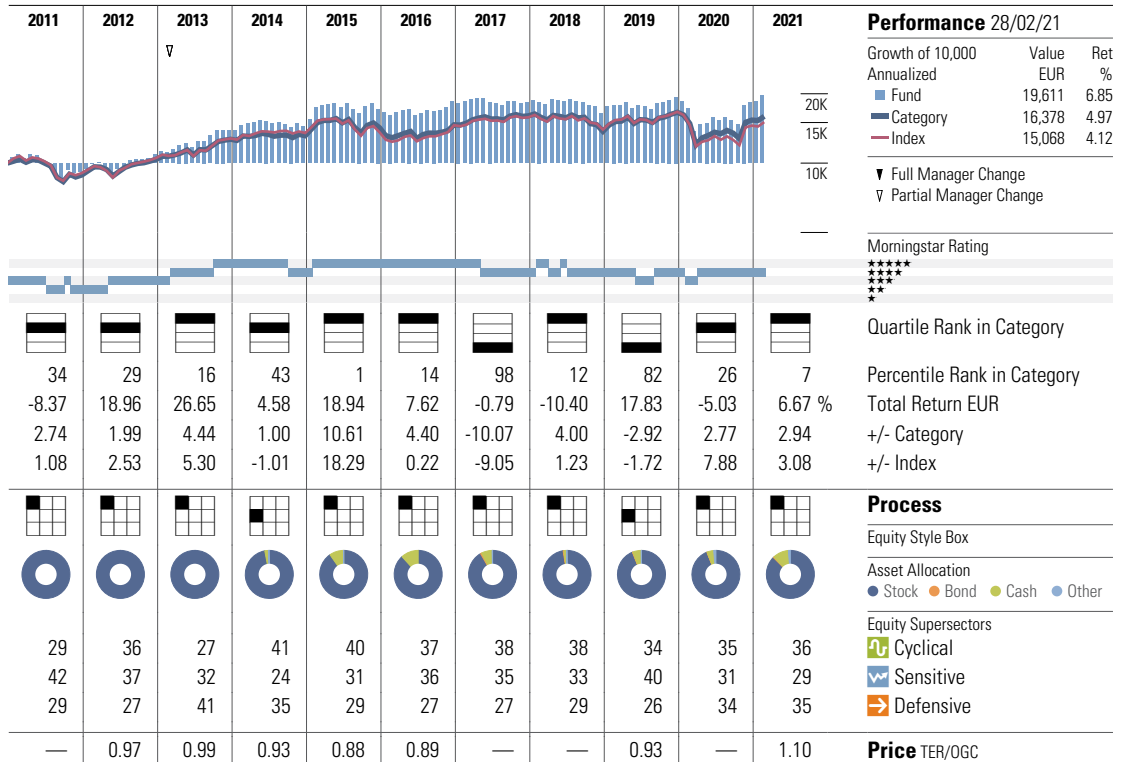 2011 2012 2013 2014 2015 2016 2017 2018 2019 2020 2021
Performance 28/02/21
Growth of 10,000 Value Ret
Annualized EUR %
Fund 19,611 6.85
Category 16,378 4.97
Index 15,068 4.12
20K
15K
10K
Full Manager Change
Partial Manager Change
Morningstar Rating
★★★★★
★★★★
★★★
★★
★
Quartile Rank in Category
34 29 16 43 1 14 98 12 82 26 7 Percentile Rank in Category
-8.37 18.96 26.65 4.58 18.94 7.62 -0.79 -10.40 17.83 -5.03 6.67 % Total Return EUR
2.74 1.99 4.44 1.00 10.61 4.40 -10.07 4.00 -2.92 2.77 2.94 +/- Category
1.08 2.53 5.30 -1.01 18.29 0.22 -9.05 1.23 -1.72 7.88 3.08 +/- Index
Process
Equity Style Box
Asset Allocation
Stock Bond Cash Other
Equity Supersectors
29 36 27 41 40 37 38 38 34 35 36 Cyclical
42 37 32 24 31 36 35 33 40 31 29 Sensitive
29 27 41 35 29 27 27 29 26 34 35 Defensive
— 0.97 0.99 0.93 0.88 0.89 — — 0.93 — 1.10 Price TER/OGC